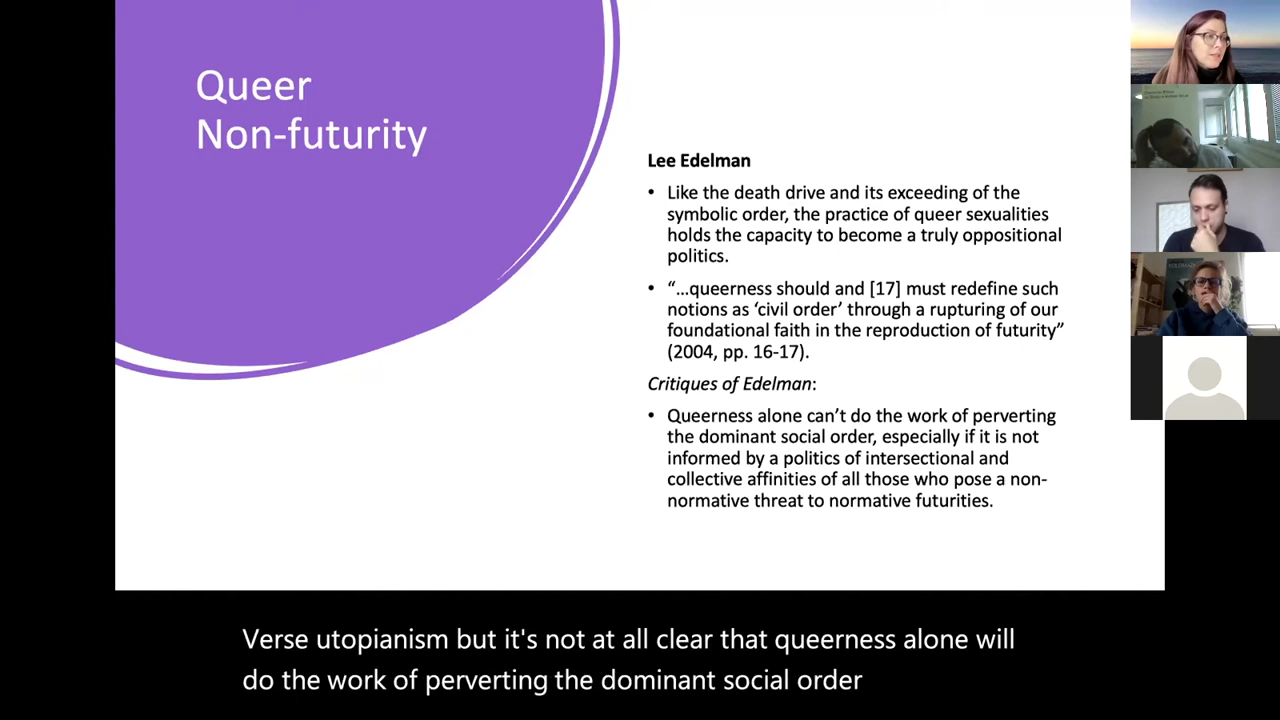 Queer
Non-futurity
Lee Edelman
• Like the death drive and its exceeding of the
symbolic order, the practice of queer sexualities
holds the capacity to become a truly oppositional
politics.
• “…queerness should and [17] must redefine such
notions as ‘civil order’ through a rupturing of our
foundational faith in the reproduction of futurity”
(2004, pp. 16-17).
Critiques of Edelman:
• Queerness alone can’t do the work of perverting
the dominant social order, especially if it is not
informed by a politics of intersectional and
collective affinities of all those who pose a non-
normative threat to normative futurities.
Verse utopianism but it's not at all clear that queerness alone will
do the work of perverting the dominant social order